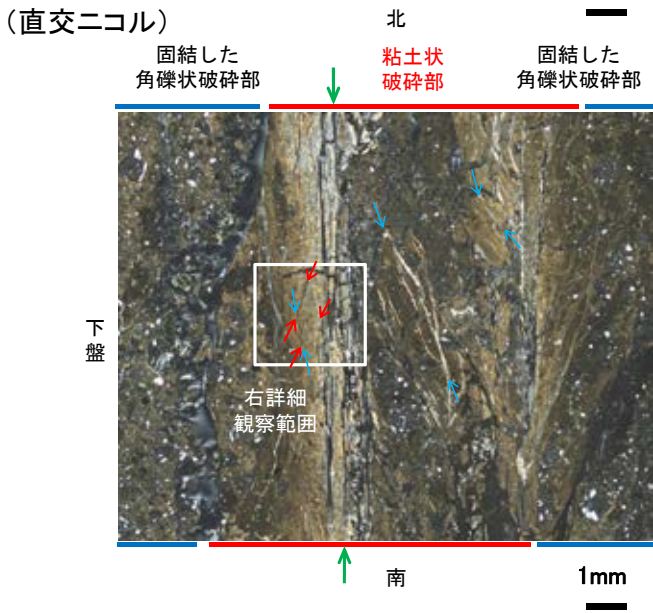 (直交ニコル)
北
固結した
角礫状破砕部
粘土状
破砕部
固結した
角礫状破砕部
下
盤
右詳細
観察範囲
南
1mm